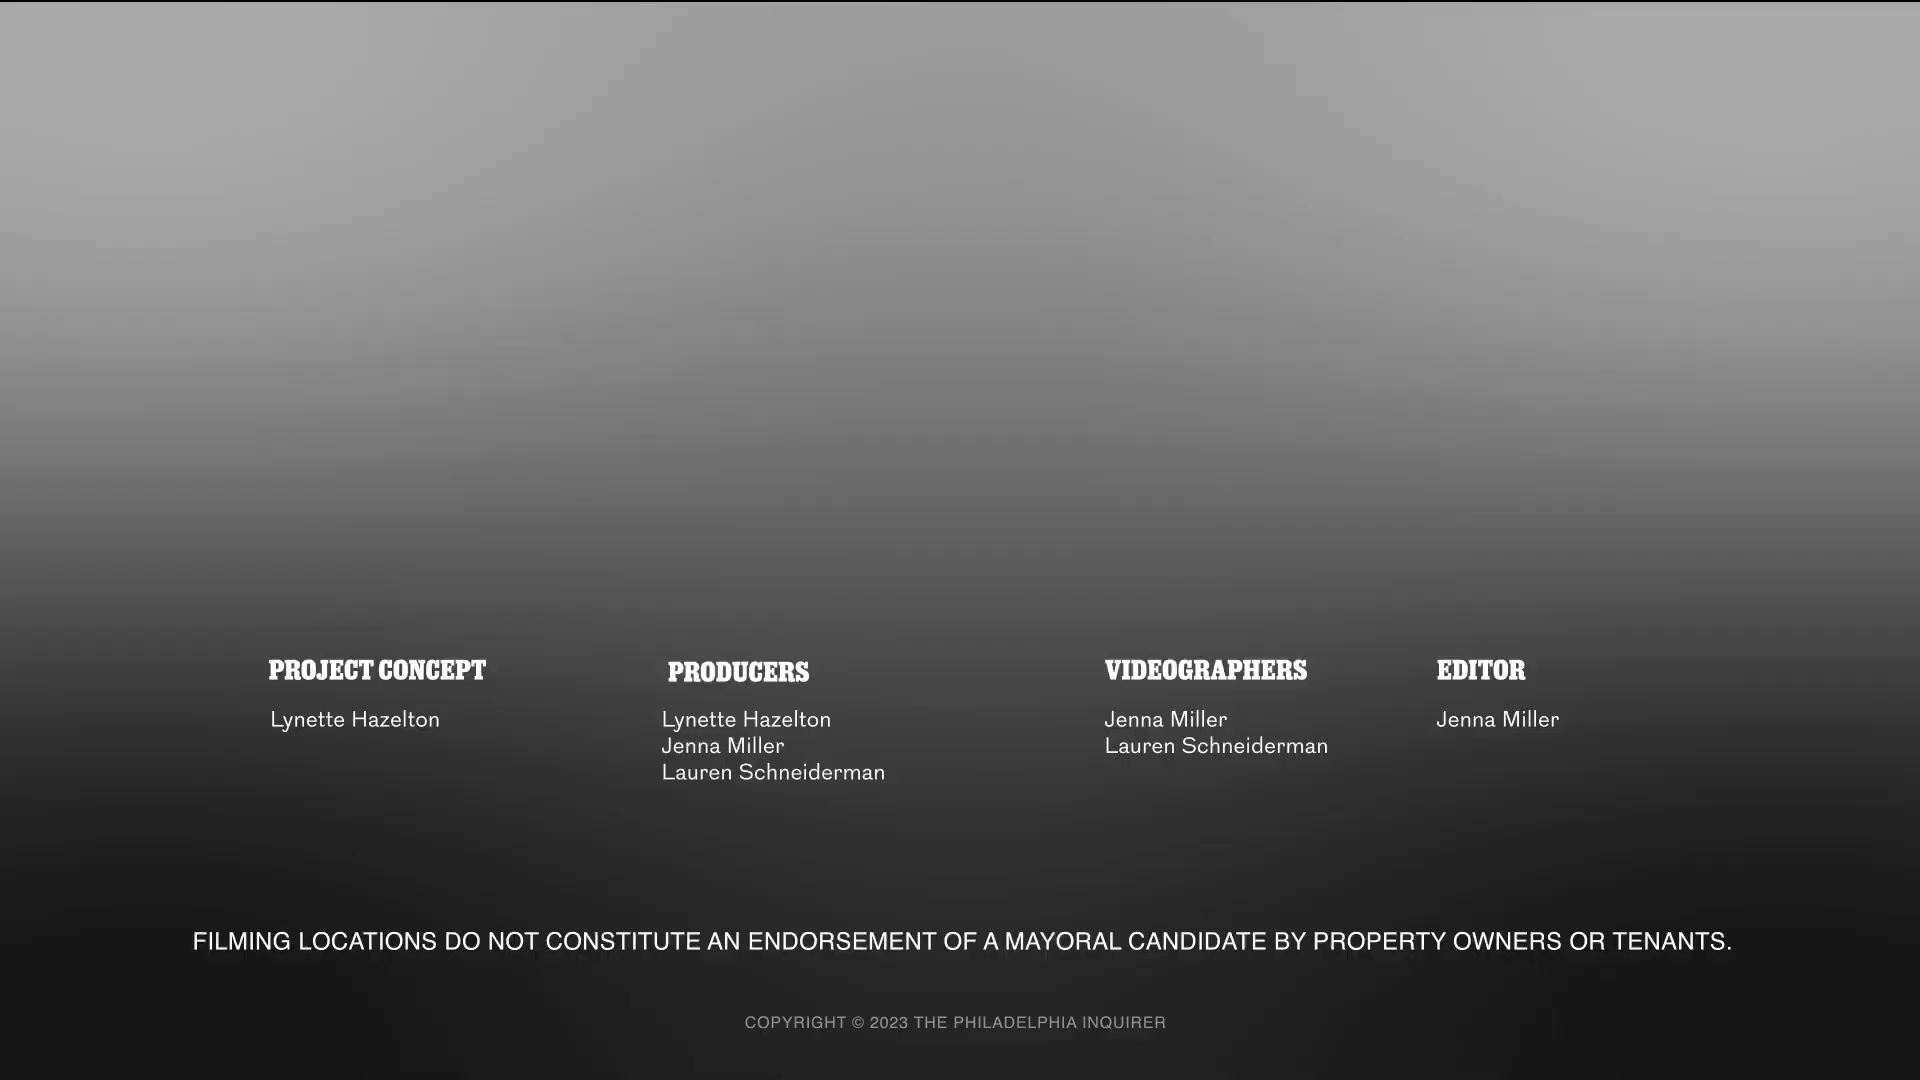 PROJECT CONCEPT
Lynette Hazelton
PRODUCERS
Lynette Hazelton
Jenna Miller
Lauren Schneiderman
VIDEOGRAPHERS
Jenna Miller
Lauren Schneiderman
EDITOR
Jenna Miller
FILMING LOCATIONS DO NOT CONSTITUTE AN ENDORSEMENT OF A MAYORAL CANDIDATE BY PROPERTY OWNERS OR TENANTS.
COPYRIGHT © 2023 THE PHILADELPHIA INQUIRER